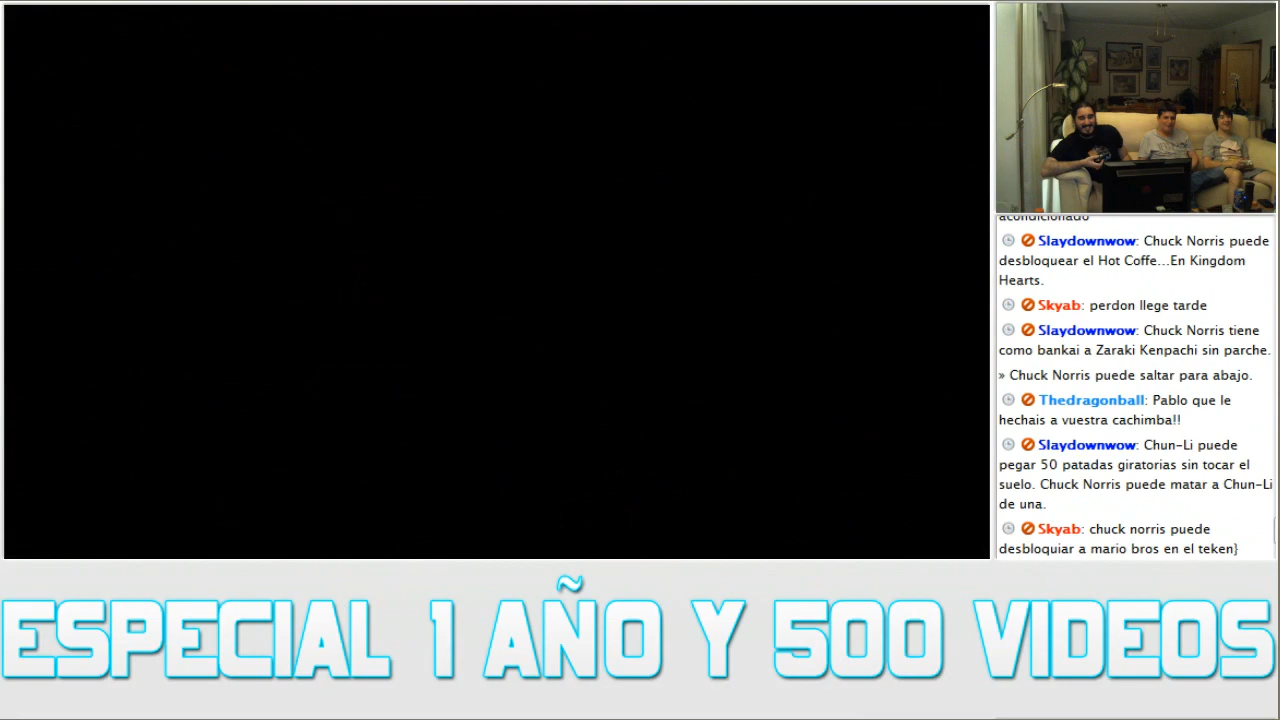 acondicionado
Slaydownwow: Chuck Norris puede
desbloquear el Hot Coffe...En Kingdom
Hearts.
Skyab: perdon llege tarde
Slaydownwow: Chuck Norris tiene
como bankai a Zaraki Kenpachi sin parche.
» Chuck Norris puede saltar para abajo.
Thedragonball: Pablo que le
hechais a vuestra cachimba!!
Slaydownwow: Chun-Li puede
pegar 50 patadas giratorias sin tocar el
suelo. Chuck Norris puede matar a Chun-Li
de una.
Skyab: chuck norris puede
desbloquiar a mario bros en el teken}
ESPECIAL 1 AÑO Y 500 VIDEOS